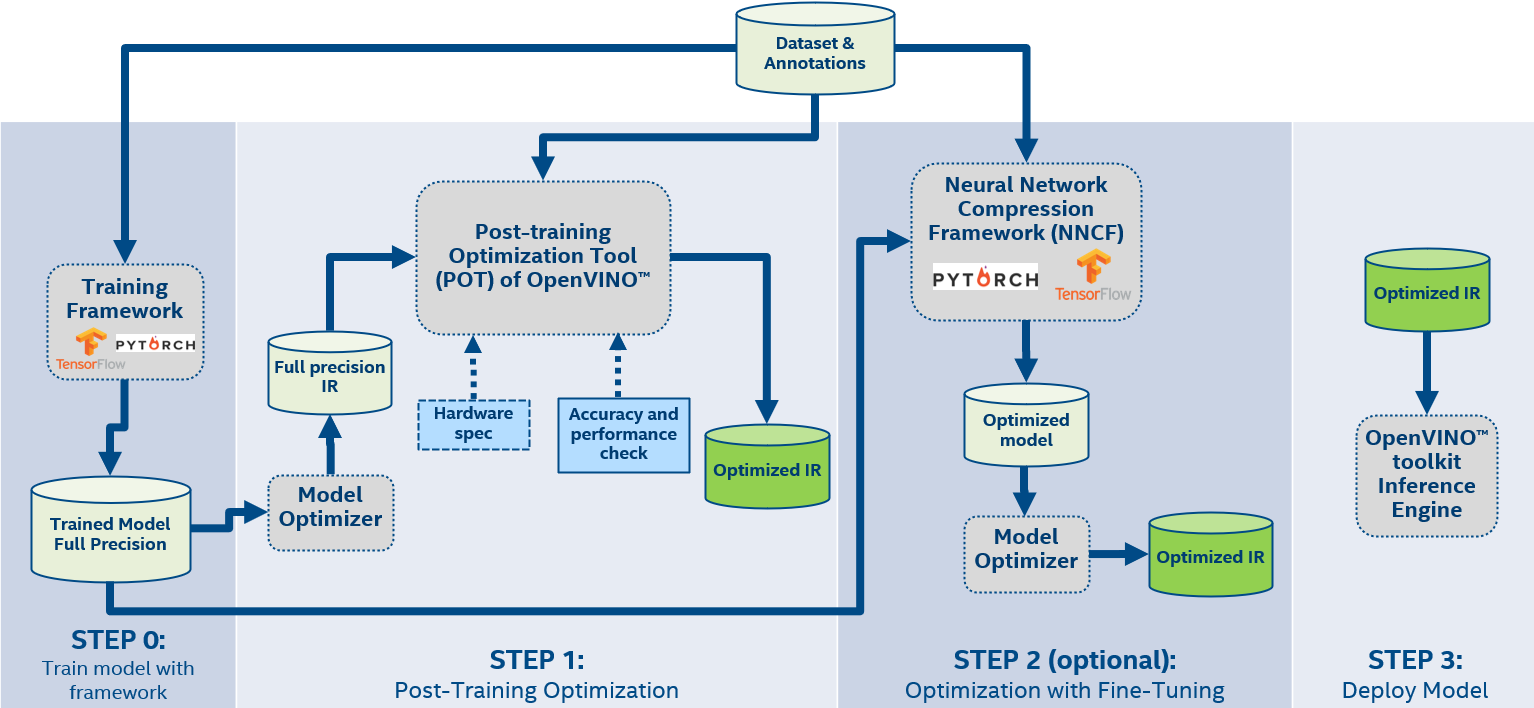 Dataset &
Annotations
Training
Framework
TensorFlow
PYTORCH
Trained Model
Full Precision
STEP 0:
Train model with
framework
Post-training
Optimization Tool
(POT) of OpenVINO™
Full precision
IR
Hardware
spec
Accuracy and
performance
check
Optimized IR
Model
Optimizer
STEP 1:
Post-Training Optimization
Neural Network
Compression
Framework (NNCF)
PYTORCH
TensorFlow
Optimized
model
Model
Optimizer
Optimized IR
STEP 2 (optional):
Optimization with Fine-Tuning
Optimized IR
OpenVINO™
toolkit
Inference
Engine
STEP 3:
Deploy Model